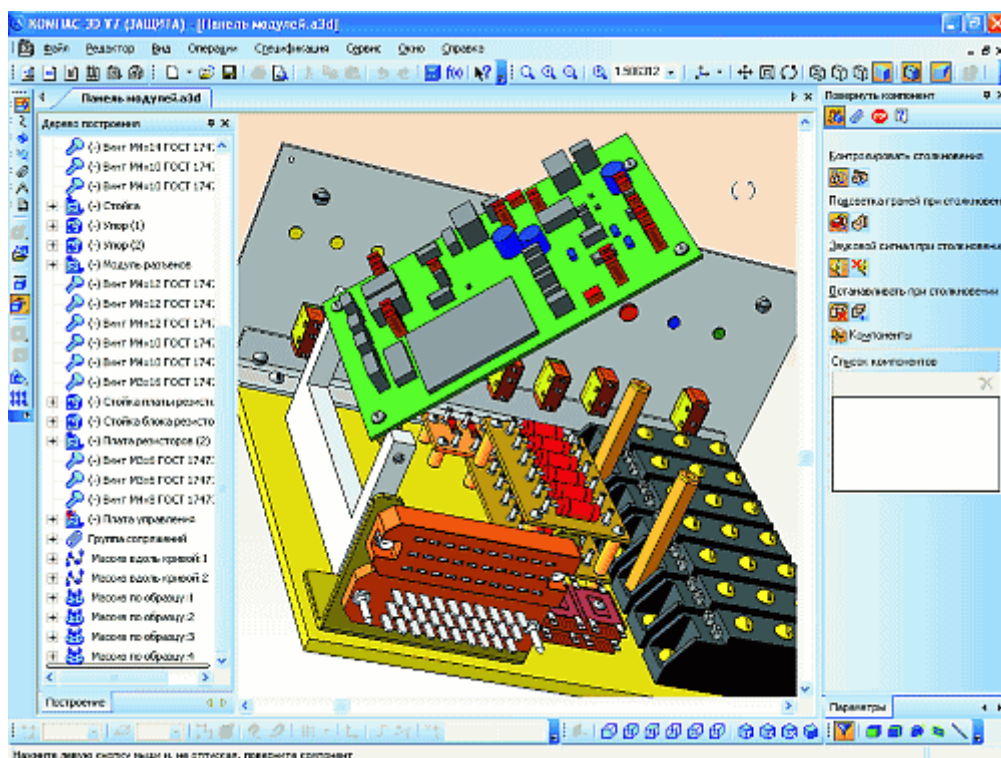 КОМПАС-3D V7 (ЗАЩИТА) - [Панель модулей.a3d]
Файл Редактор Вид Операции Спецификация Сервис Окно Справка
1.506312
Панель модулей.a3d
Дерево построения
(-) Винт М4х14 ГОСТ 1747
(-) Винт М4х10 ГОСТ 1747
(-) Винт М4х10 ГОСТ 1747
(-) Стойка
(-) Упор (1)
(-) Упор (2)
(-) Модуль разъемов
(-) Винт М4х12 ГОСТ 1747
(-) Винт М4х12 ГОСТ 1747
(-) Винт М4х12 ГОСТ 1747
(-) Винт М4х10 ГОСТ 1747
(-) Винт М3х16 ГОСТ 1747
(-) Стойка платы резисто
(-) Стойка блока резисто
(-) Плата резисторов (2)
(-) Винт М3х6 ГОСТ 1747
(-) Винт М3х6 ГОСТ 1747
(-) Винт М4х8 ГОСТ 1747
(-) Плата управления
Группа сопряжений
Массив вдоль кривой:1
Массив вдоль кривой:2
Массив по образцу:1
Массив по образцу:2
Массив по образцу:3
Массив по образцу:4
Построение
Повернуть компонент
Контролировать столкновения
Подсветка граней при столкновен
Звуковой сигнал при столкновен
Останавливать при столкновении
Компоненты
Список компонентов
Параметры
Нажмите левую кнопку мыши и, не отпуская, поверните компонент